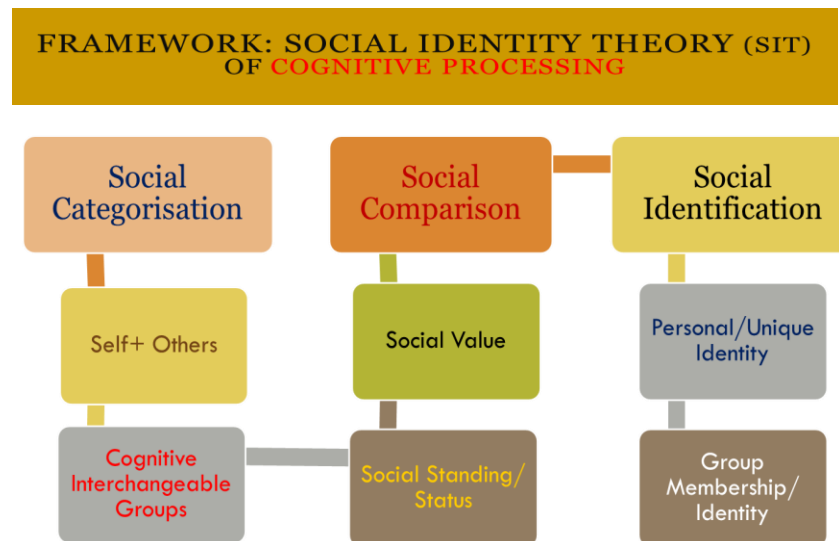 FRAMEWORK: SOCIAL IDENTITY THEORY (SIT)
OF COGNITIVE PROCESSING
Social
Categorisation
Self+ Others
Cognitive
Interchangeable
Groups
Social
Comparison
Social Value
Social Standing/
Status
Social
Identification
Personal/Unique
Identity
Group
Membership/
Identity